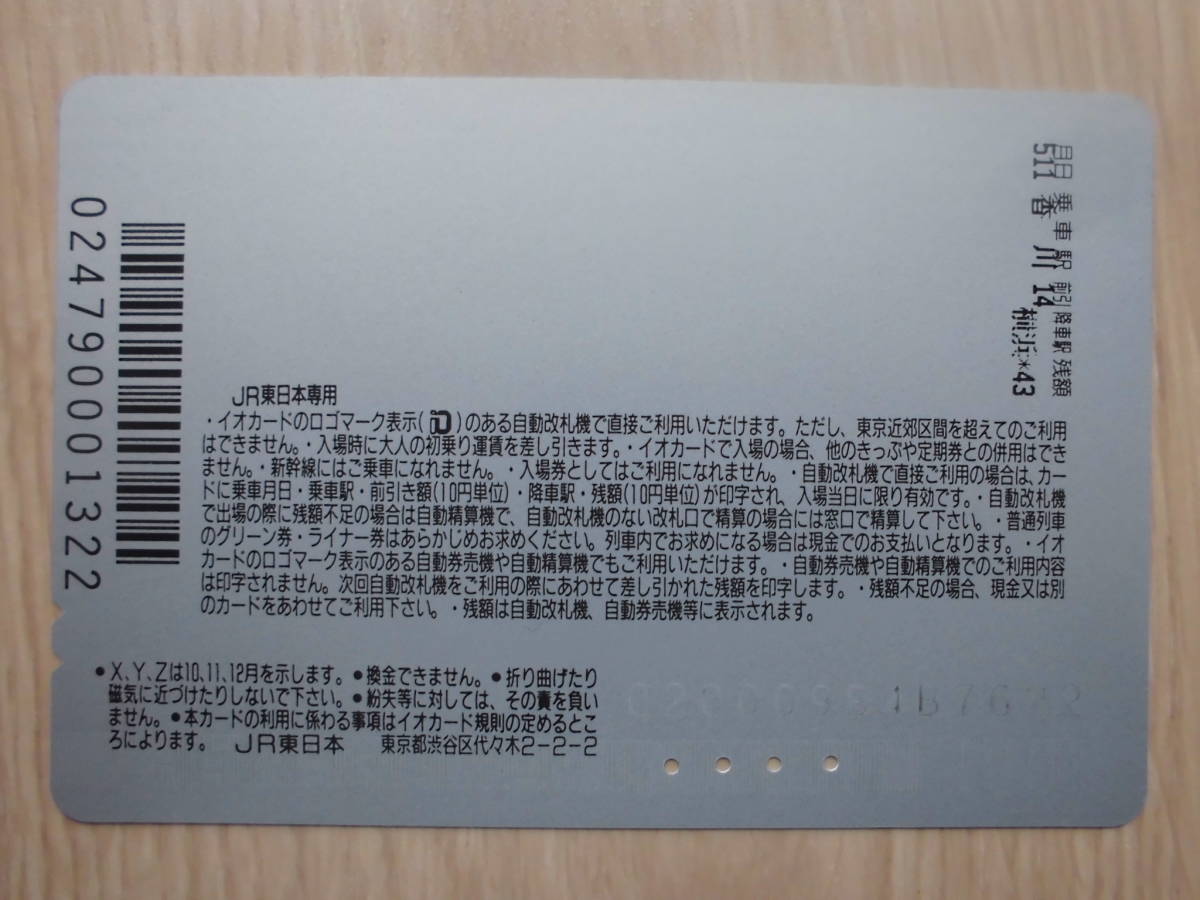 0247900001322
月日 乗車駅 前引 降車駅 残額
511 香川 14 *43
JR東日本専用
・イオカードのロゴマーク表示( )のある自動改札機で直接ご利用いただけます。ただし、東京近郊区間を超えてのご利用
はできません。・入場時に大人の初乗り運賃を差し引きます。・イオカードで入場の場合、他のきっぷや定期券との併用はでき
ません。・新幹線にはご乗車になれません。・入場券としてはご利用になれません。・自動改札機で直接ご利用の場合は、カー
ドに乗車月日・乗車駅・前引き額(10円単位)・降車駅・残額(10円単位)が印字され、入場当日に限り有効です。・自動改札機
で出場の際に残額不足の場合は自動精算機で、自動改札機のない改札口で精算の場合には窓口で精算して下さい。・普通列車
のグリーン券・ライナー券はあらかじめお求めください。列車内でお求めになる場合は現金でのお支払いとなります。・イオ
カードのロゴマーク表示のある自動券売機や自動精算機でもご利用いただけます。・自動券売機や自動精算機でのご利用内容
は印字されません。次回自動改札機をご利用の際にあわせて差し引かれた残額を印字します。・残額不足の場合、現金又は別
のカードをあわせてご利用下さい。・残額は自動改札機、自動券売機等に表示されます。
●X、Y、Zは10、11、12月を示します。●換金できません。●折り曲げたり
磁気に近づけたりしないで下さい。●紛失等に対しては、その責を負い
ません。●本カードの利用に係わる事項はイオカード規則の定めるとこ
ろによります。 JR東日本 東京都渋谷区代々木2-2-2